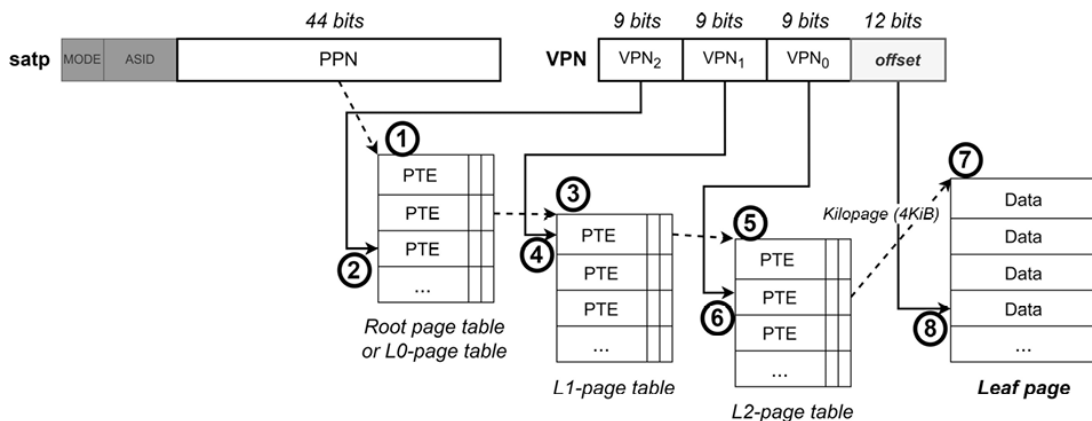 44 bits
9 bits 9 bits 9 bits 12 bits
satp MODE ASID PPN VPN VPN2 VPN1 VPN0 offset
1
PTE
PTE
PTE
...
2
Root page table
or L0-page table
3
PTE
PTE
PTE
...
4
L1-page table
5
PTE
PTE
PTE
...
6
L2-page table
Kilopage (4KiB)
7
Data
Data
Data
Data
...
8
Leaf page